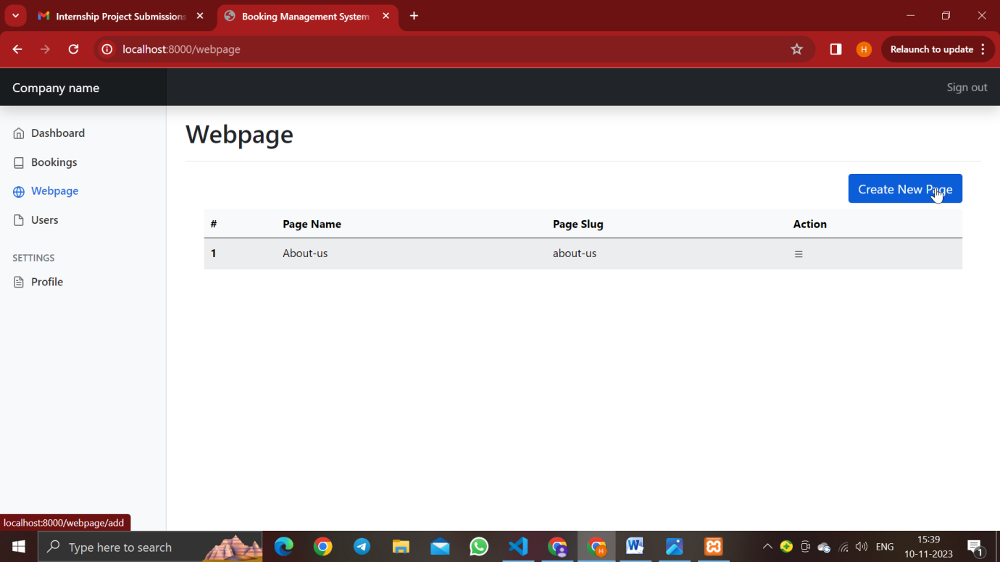 Internship Project Submissions
Booking Management System
localhost:8000/webpage
H
Relaunch to update
Company name
Sign out
Dashboard
Bookings
Webpage
Users
SETTINGS
Profile
Webpage
Create New Page
# Page Name Page Slug Action
1 About-us about-us
localhost:8000/webpage/add
Type here to search
H
ENG
15:39
10-11-2023
1